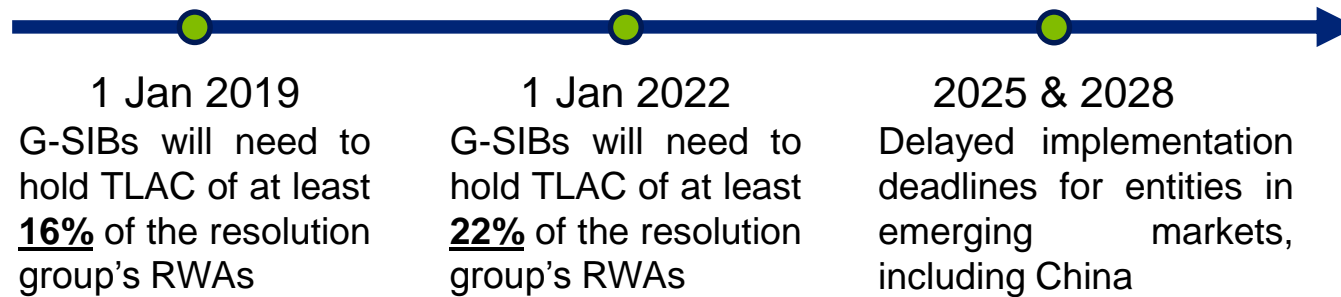 1 Jan 2019
G-SIBs will need to
hold TLAC of at least
16% of the resolution
group's RWAs
1 Jan 2022
G-SIBs will need to
hold TLAC of at least
22% of the resolution
group's RWAs
2025 & 2028
Delayed implementation
deadlines for entities in
emerging markets,
including China